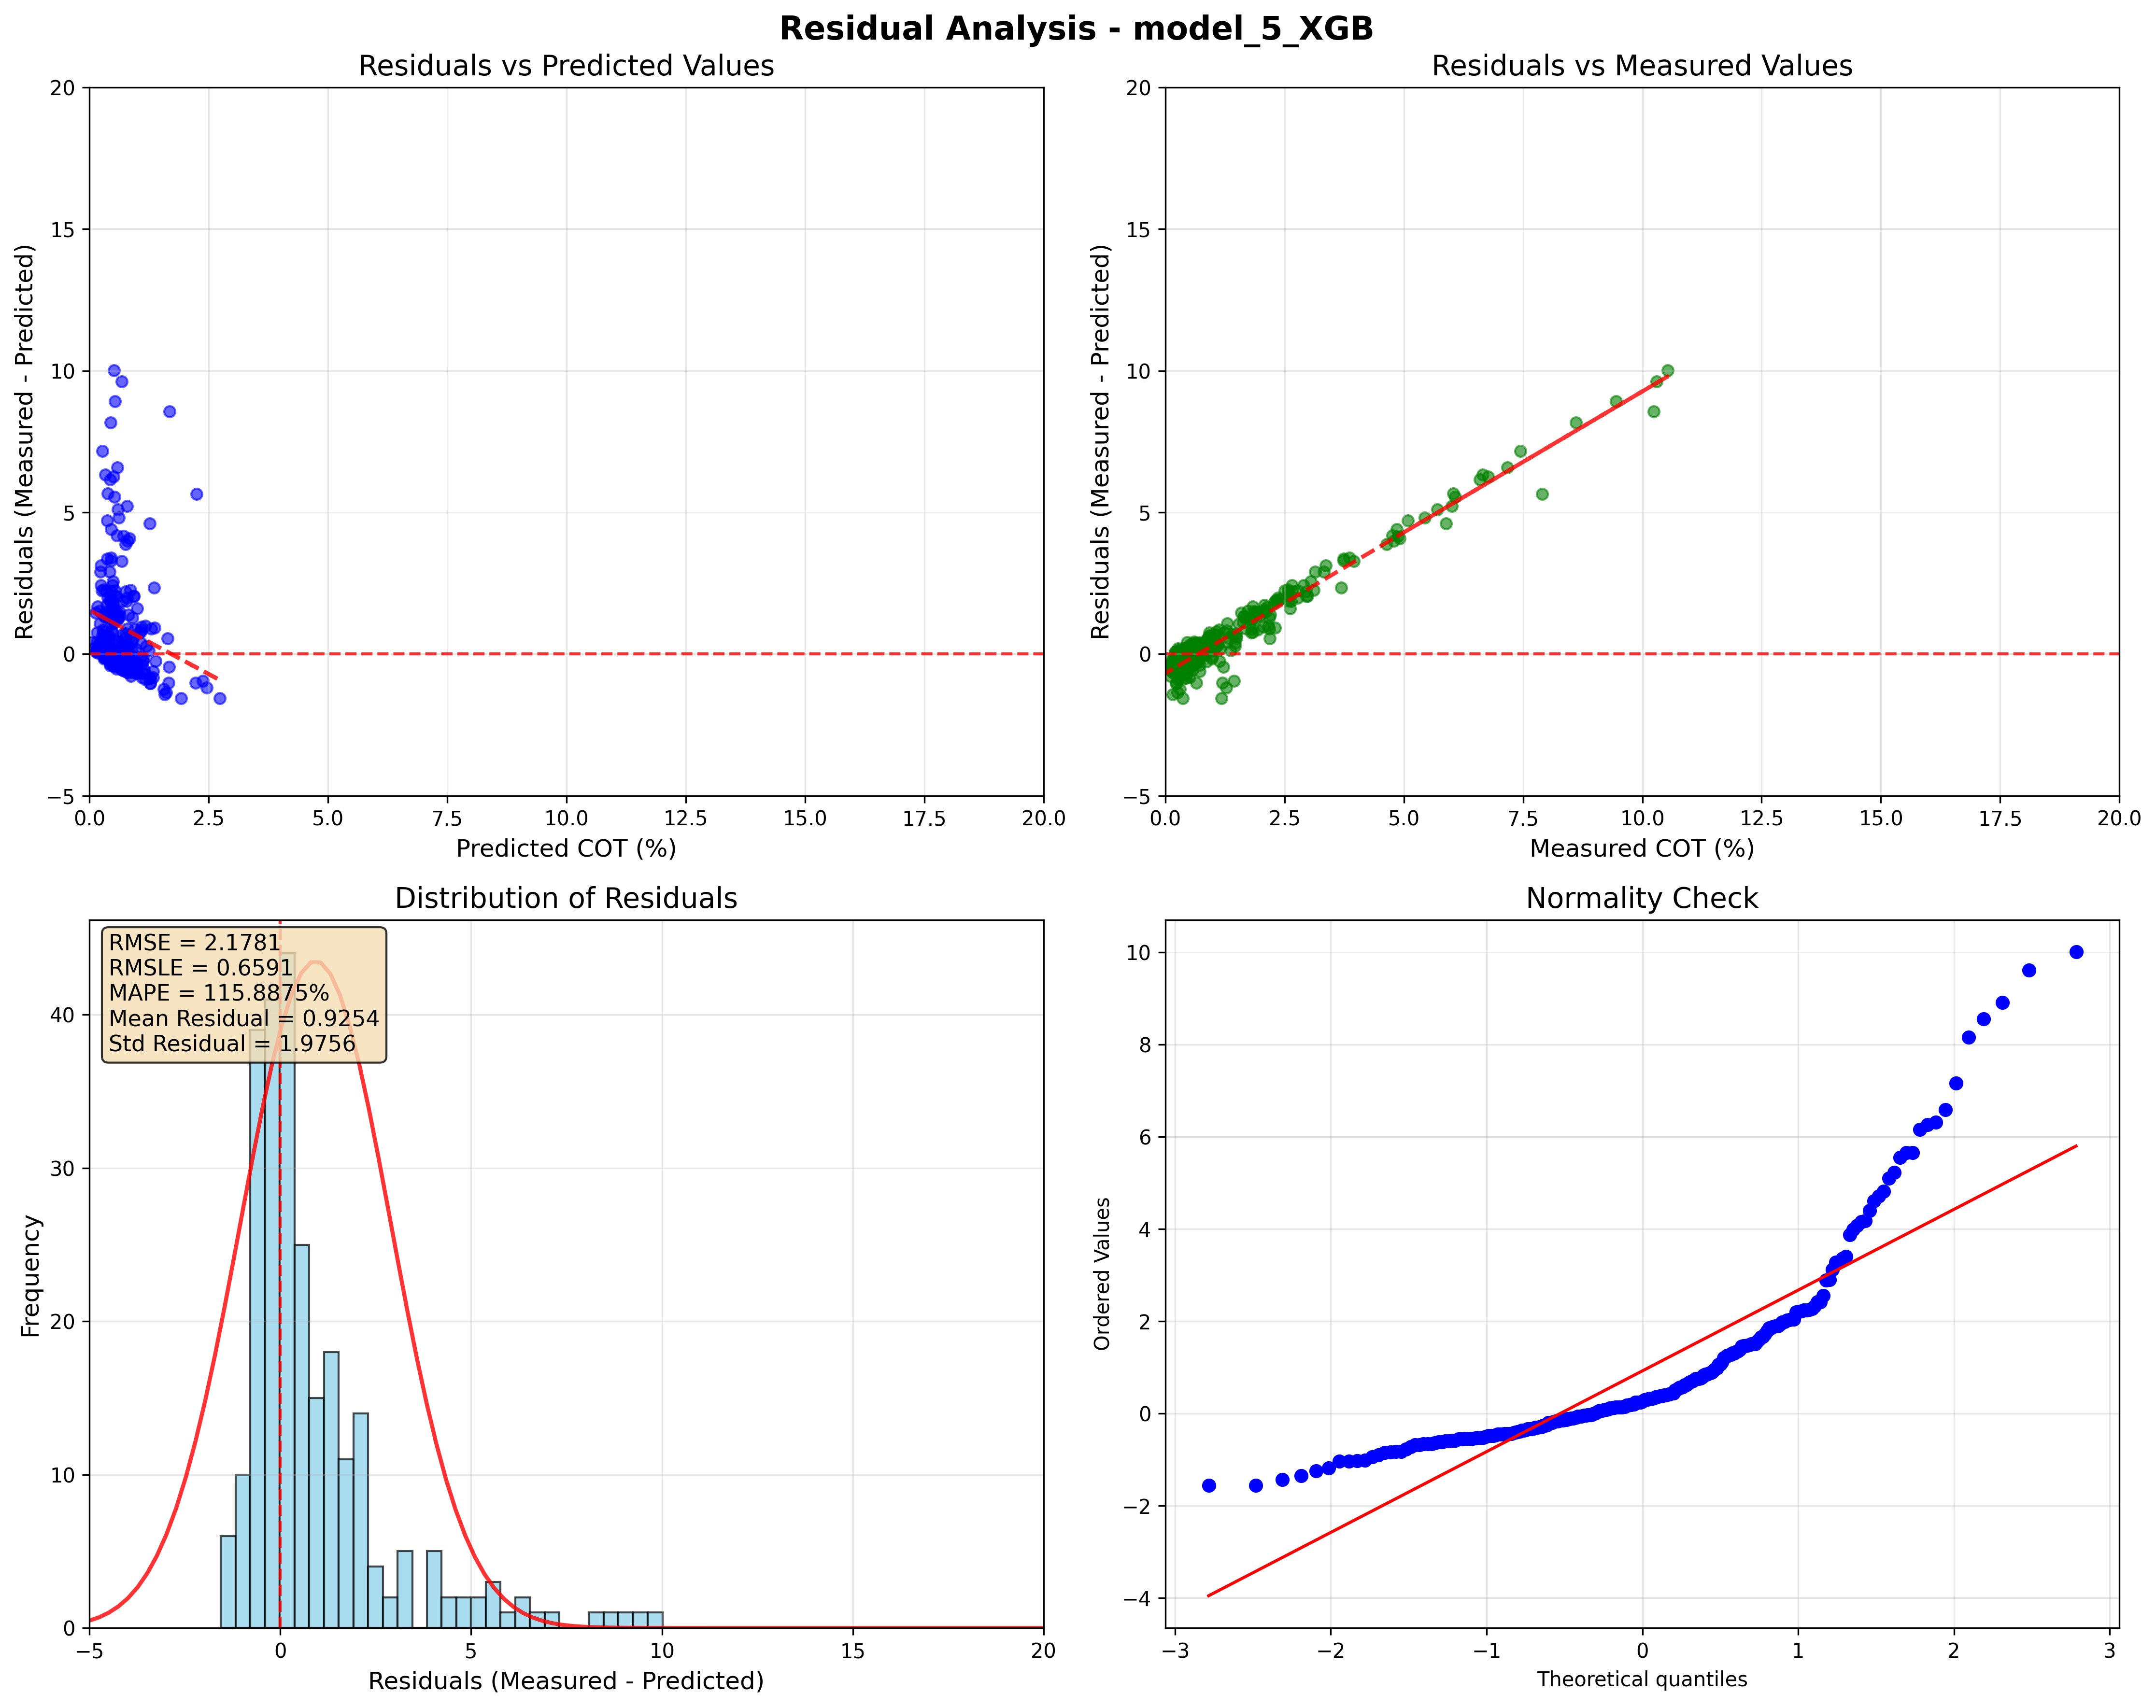 Residual Analysis - model_5_XGB
Residuals vs Predicted Values
20
15
10
5
0
−5
0.0 2.5 5.0 7.5 10.0 12.5 15.0 17.5 20.0
Predicted COT (%)
Residuals (Measured - Predicted)
Residuals vs Measured Values
20
15
10
5
0
−5
0.0 2.5 5.0 7.5 10.0 12.5 15.0 17.5 20.0
Measured COT (%)
Residuals (Measured - Predicted)
Distribution of Residuals
RMSE = 2.1781
RMSLE = 0.6591
MAPE = 115.8875%
Mean Residual = 0.9254
Std Residual = 1.9756
40
30
20
10
0
−5 0 5 10 15 20
Residuals (Measured - Predicted)
Frequency
Normality Check
10
8
6
4
2
0
−2
−4
−3 −2 −1 0 1 2 3
Theoretical quantiles
Ordered Values